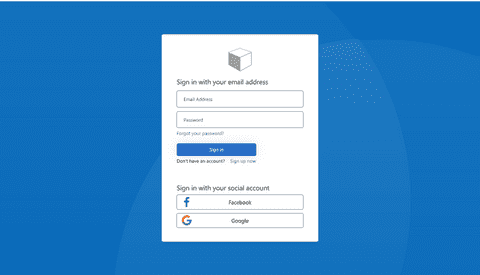 Sign in with your email address
Email Address
Password
Forgot your password?
Sign in
Don't have an account? Sign up now
Sign in with your social account
Facebook
Google